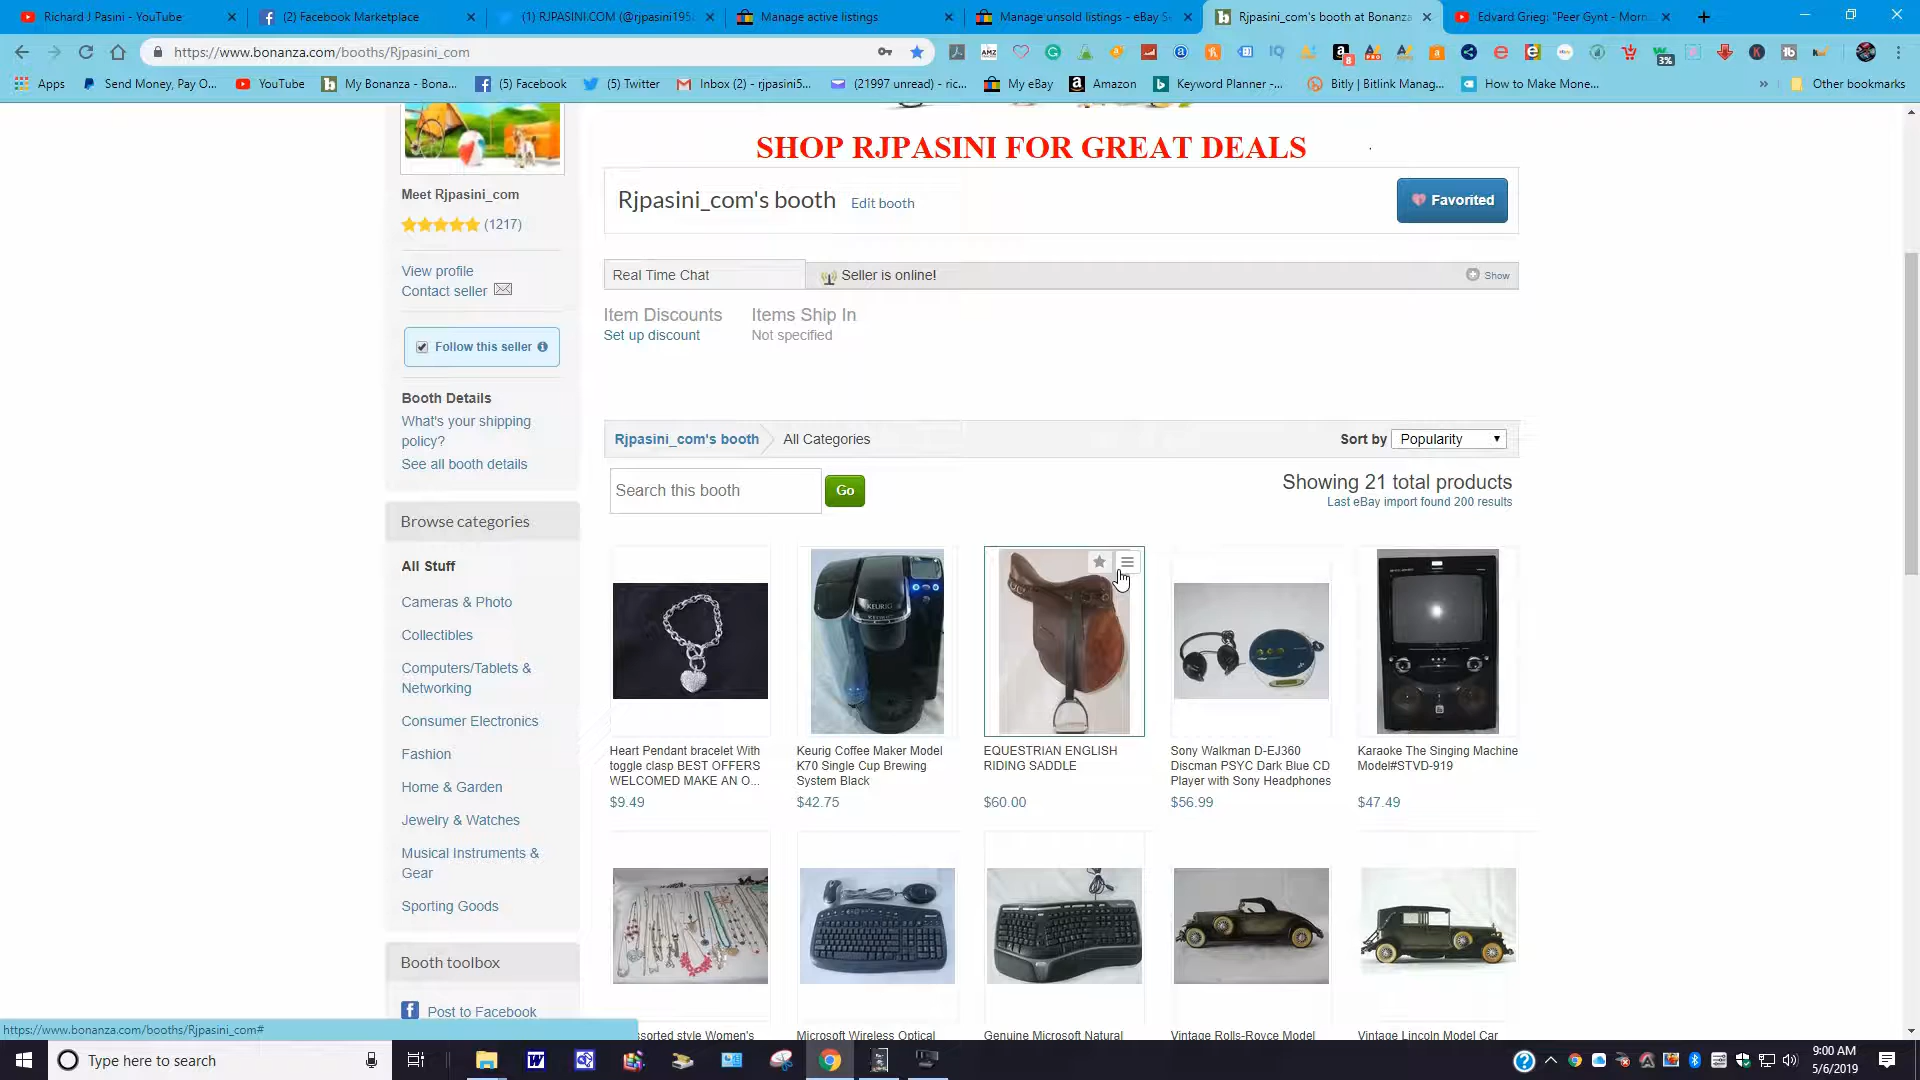 Richard J Pasini - YouTube
(2) Facebook Marketplace
(1) RJPASINI.COM (@rjpasini195
Manage active listings
Manage unsold listings - eBay S
Rjpasini_com's booth at Bonanza
Edvard Grieg: "Peer Gynt - Morn
https://www.bonanza.com/booths/Rjpasini_com
Apps
Send Money, Pay O...
YouTube
My Bonanza - Bona...
(5) Facebook
(5) Twitter
Inbox (2) - rjpasini5...
(21997 unread) - ric...
My eBay
Amazon
Keyword Planner -...
Bitly | Bitlink Manag...
How to Make Mone...
»
Other bookmarks
SHOP RJPASINI FOR GREAT DEALS
Rjpasini_com's booth
Edit booth
Favorited
Meet Rjpasini_com
(1217)
View profile
Contact seller
Follow this seller
Booth Details
What's your shipping
policy?
See all booth details
Real Time Chat
Seller is online!
Show
Item Discounts
Items Ship In
Set up discount
Not specified
Rjpasini_com's booth
All Categories
Sort by
Popularity
Search this booth
Go
Showing 21 total products
Last eBay import found 200 results
Browse categories
All Stuff
Cameras & Photo
Collectibles
Computers/Tablets &
Networking
Consumer Electronics
Fashion
Home & Garden
Jewelry & Watches
Musical Instruments &
Gear
Sporting Goods
Booth toolbox
Post to Facebook
KEURIG
Heart Pendant bracelet With
toggle clasp BEST OFFERS
WELCOMED MAKE AN O...
$9.49
Keurig Coffee Maker Model
K70 Single Cup Brewing
System Black
$42.75
EQUESTRIAN ENGLISH
RIDING SADDLE
$60.00
Sony Walkman D-EJ360
Discman PSYC Dark Blue CD
Player with Sony Headphones
$56.99
Karaoke The Singing Machine
Model#STVD-919
$47.49
ssorted style Women's
Microsoft Wireless Optical
Genuine Microsoft Natural
Vintage Rolls-Royce Model
Vintage Lincoln Model Car
https://www.bonanza.com/booths/Rjpasini_com#
Type here to search
9:00 AM
5/6/2019